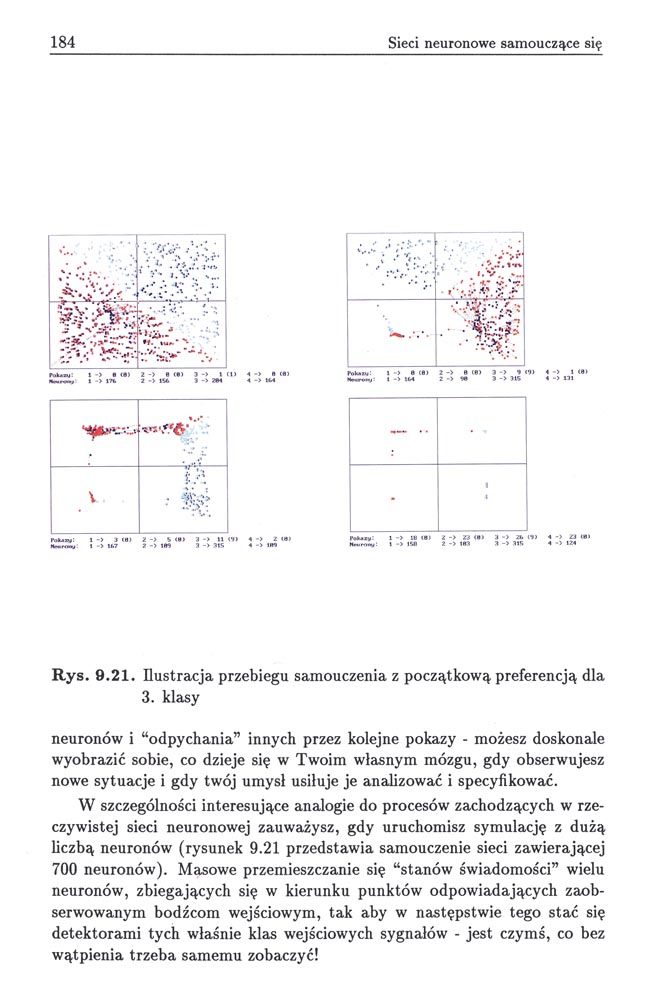 184 Sieci neuronowe samouczące się
Pokazy: 1 -> 0 (0) 2 -> 0 (0) 3 -> 1 (1) 4 -> 0 (0)
Neurony: 1 -> 176 2 -> 156 3 -> 204 4 -> 164
Pokazy: 1 -> 0 (0) 2 -> 0 (0) 3 -> 9 (9) 4 -> 1 (0)
Neurony: 1 -> 164 2 -> 90 3 -> 315 4 -> 131
Pokazy: 1 -> 3 (0) 2 -> 5 (0) 3 -> 11 (9) 4 -> 2 (0)
Neurony: 1 -> 167 2 -> 109 3 -> 315 4 -> 109
Pokazy: 1 -> 18 (0) 2 -> 23 (0) 3 -> 26 (9) 4 -> 23 (0)
Neurony: 1 -> 158 2 -> 103 3 -> 315 4 -> 124
Rys. 9.21. Ilustracja przebiegu samouczenia z początkową preferencją dla
3. klasy
neuronów i “odpychania” innych przez kolejne pokazy - możesz doskonale
wyobrazić sobie, co dzieje się w Twoim własnym mózgu, gdy obserwujesz
nowe sytuacje i gdy twój umysł usiłuje je analizować i specyfikować.
W szczególności interesujące analogie do procesów zachodzących w rze-
czywistej sieci neuronowej zauważysz, gdy uruchomisz symulację z dużą
liczbą neuronów (rysunek 9.21 przedstawia samouczenie sieci zawierającej
700 neuronów). Masowe przemieszczanie się “stanów świadomości” wielu
neuronów, zbiegających się w kierunku punktów odpowiadających zaob-
serwowanym bodźcom wejściowym, tak aby w następstwie tego stać się
detektorami tych właśnie klas wejściowych sygnałów - jest czymś, co bez
wątpienia trzeba samemu zobaczyć!